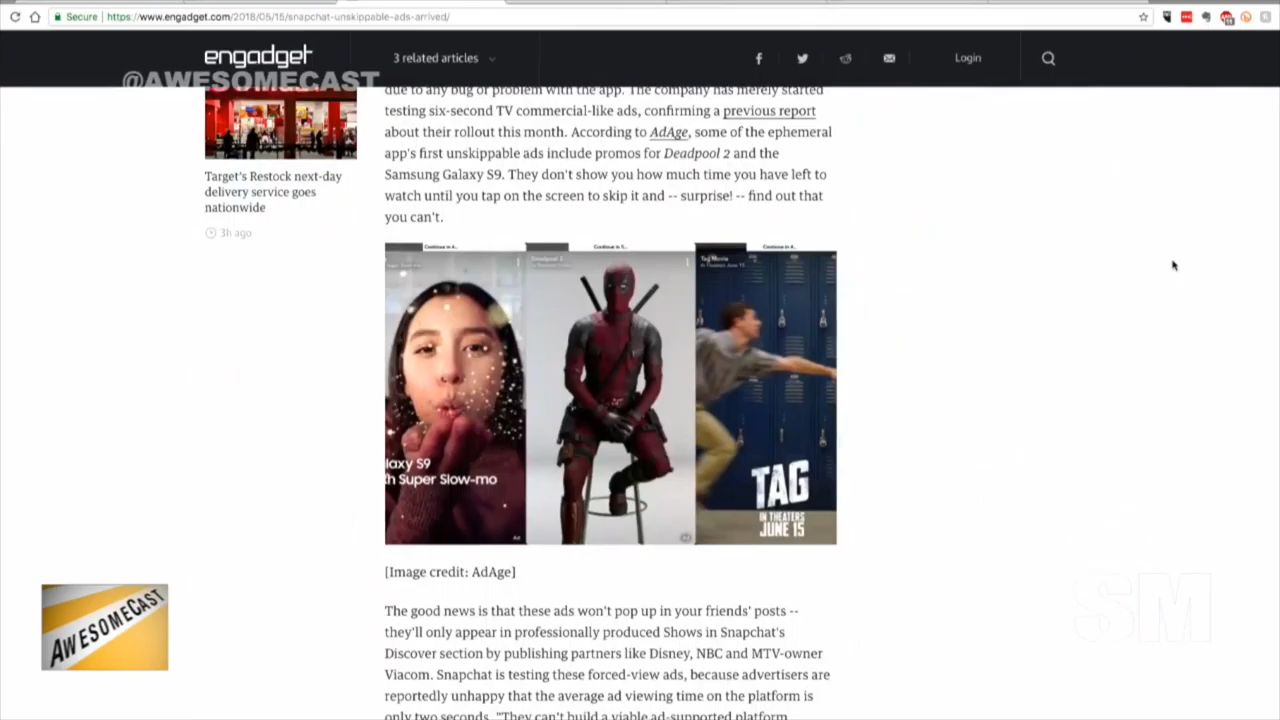 Secure | https://www.engadget.com/2018/05/15/snapchat-unskippable-ads-arrived/
engadget
3 related articles
Login
@AWESOMECAST
Target's Restock next-day
delivery service goes
nationwide
3h ago
due to any bug or problem with the app. The company has merely started
testing six-second TV commercial-like ads, confirming a previous report
about their rollout this month. According to AdAge, some of the ephemeral
app's first unskippable ads include promos for Deadpool 2 and the
Samsung Galaxy S9. They don't show you how much time you have left to
watch until you tap on the screen to skip it and -- surprise! -- find out that
you can't.
Continue in 4...
Continue in 5...
Continue in 4...
Deadpool 2
Tag Movie
In Theaters June 15
laxy S9
h Super Slow-mo
Ad
Ad
TAG
IN THEATERS
JUNE 15
[Image credit: AdAge]
The good news is that these ads won't pop up in your friends' posts --
they'll only appear in professionally produced Shows in Snapchat's
Discover section by publishing partners like Disney, NBC and MTV-owner
Viacom. Snapchat is testing these forced-view ads, because advertisers are
reportedly unhappy that the average ad viewing time on the platform is
only two seconds. "They can't build a viable ad-supported platform
AWESOMECAST
SM